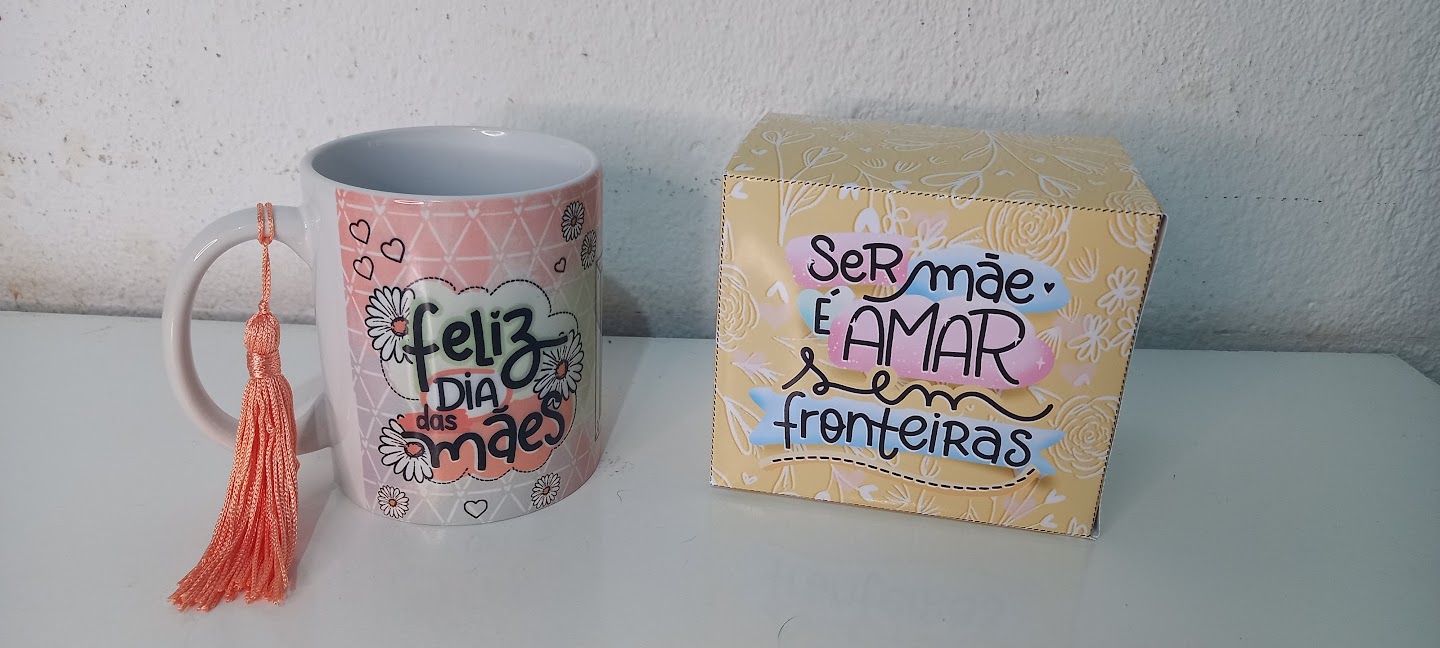 feliz
DIA
das
mães
SeR mãe
É AMAR
sem
fronteiras